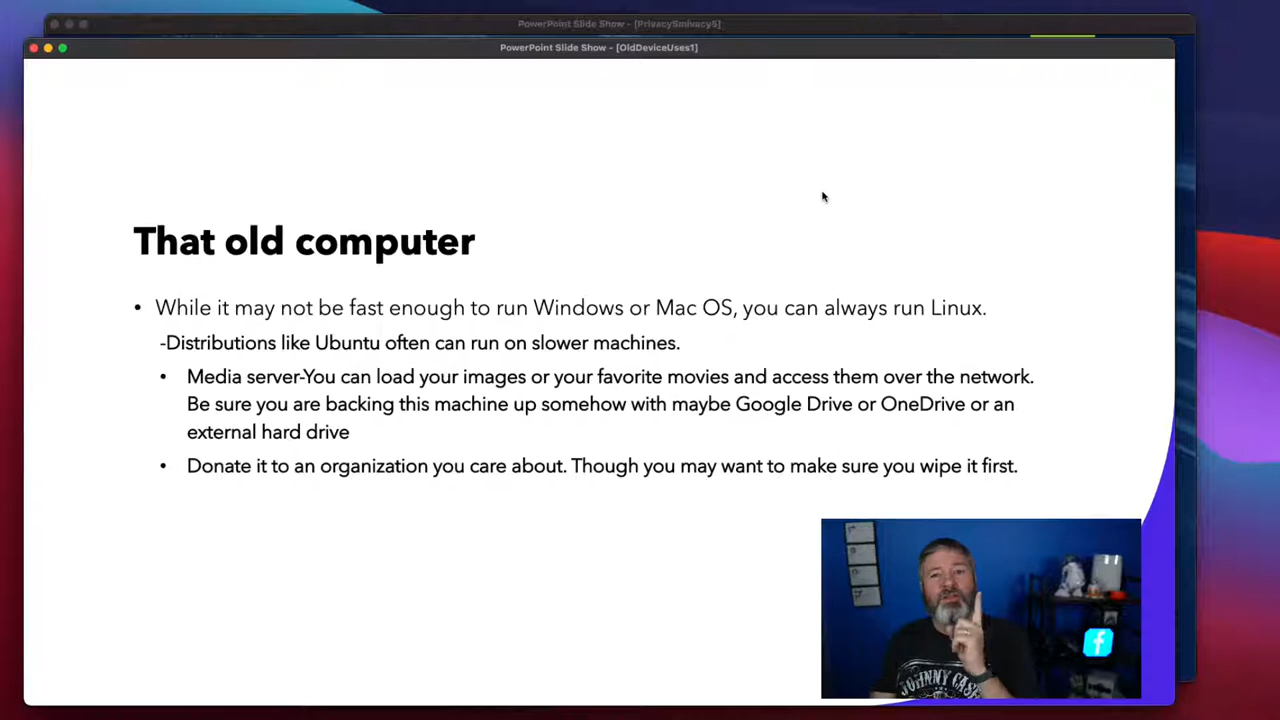 PowerPoint Slide Show - [PrivacySmivacy5]
PowerPoint Slide Show - [OldDeviceUses1]
That old computer
• While it may not be fast enough to run Windows or Mac OS, you can always run Linux.
-Distributions like Ubuntu often can run on slower machines.
• Media server-You can load your images or your favorite movies and access them over the network.
Be sure you are backing this machine up somehow with maybe Google Drive or OneDrive or an
external hard drive
• Donate it to an organization you care about. Though you may want to make sure you wipe it first.
f
JOHNNY CASH